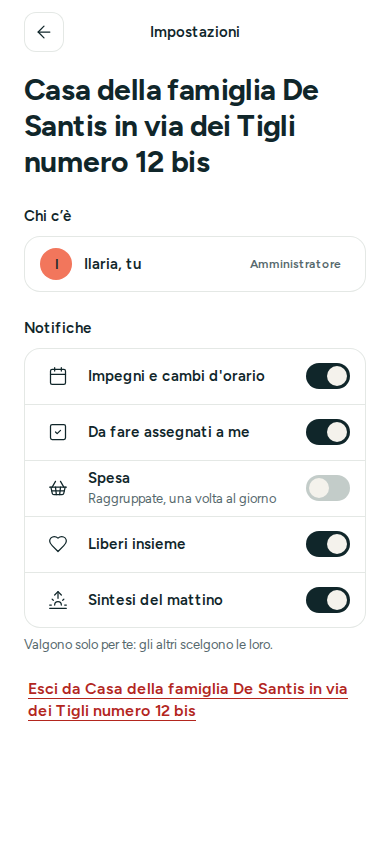 Impostazioni
Casa della famiglia De
Santis in via dei Tigli
numero 12 bis
Chi c’è
I
Ilaria, tu
Amministratore
Notifiche
Impegni e cambi d'orario
Da fare assegnati a me
Spesa
Raggruppate, una volta al giorno
Liberi insieme
Sintesi del mattino
Valgono solo per te: gli altri scelgono le loro.
Esci da Casa della famiglia De Santis in via
dei Tigli numero 12 bis